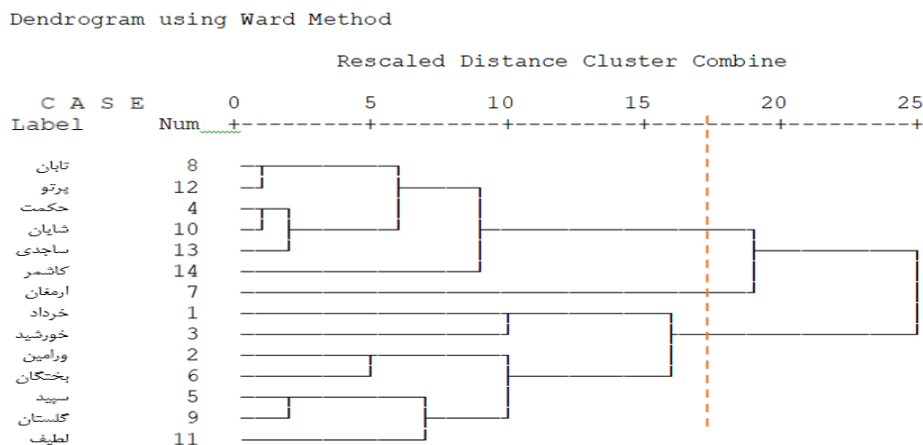 Dendrogram using Ward Method
Rescaled Distance Cluster Combine
C A S E 0 5 10 15 20 25
Label Num +---------+---------+---------+---------+---------+
تابان 8
پرتو 12
حکمت 4
شایان 10
ساجدی 13
کاشمر 14
ارمغان 7
خرداد 1
خورشید 3
ورامین 2
بختگان 6
سپید 5
گلستان 9
لطیف 11